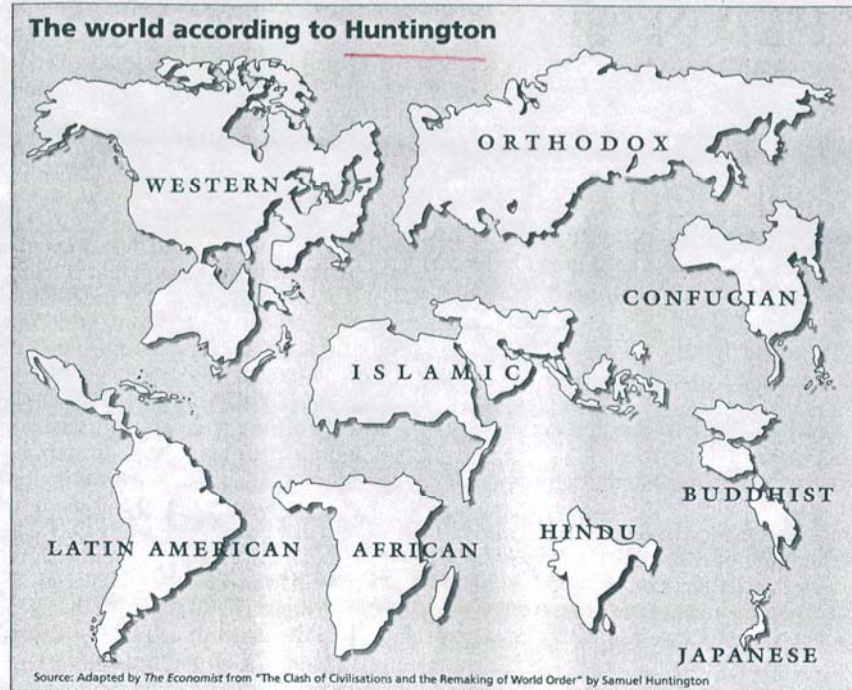 The world according to Huntington
ORTHODOX
WESTERN
CONFUCIAN
ISLAMIC
BUDDHIST
HINDU
LATIN AMERICAN
AFRICAN
JAPANESE
Source: Adapted by The Economist from "The Clash of Civilisations and the Remaking of World Order" by Samuel Huntington